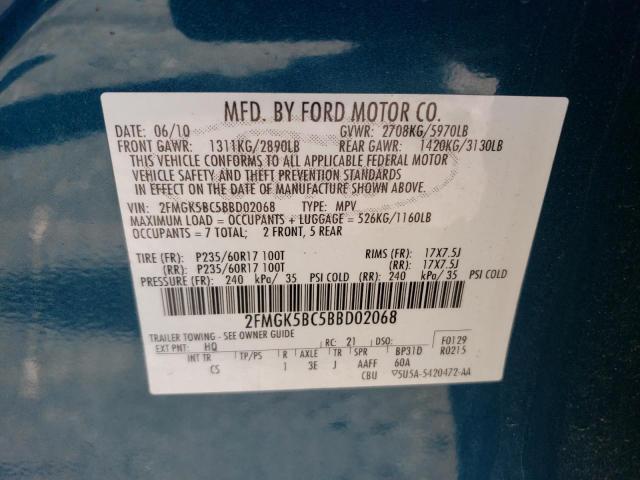 MFD. BY FORD MOTOR CO.
DATE: 06/10 GVWR: 2708KG/5970LB
FRONT GAWR: 1311KG/2890LB REAR GAWR: 1420KG/3130LB
THIS VEHICLE CONFORMS TO ALL APPLICABLE FEDERAL MOTOR
VEHICLE SAFETY AND THEFT PREVENTION STANDARDS
IN EFFECT ON THE DATE OF MANUFACTURE SHOWN ABOVE.
VIN: 2FMGK5BC5BBD02068 TYPE: MPV
MAXIMUM LOAD = OCCUPANTS + LUGGAGE = 526KG/1160LB
OCCUPANTS = 7 TOTAL; 2 FRONT, 5 REAR
TIRE (FR): P235/60R17 100T RIMS (FR): 17X7.5J
(RR): P235/60R17 100T (RR): 17X7.5J
PRESSURE (FR): 240 kPa/ 35 PSI COLD (RR): 240 kPa/ 35 PSI COLD
2FMGK5BC5BBD02068
TRAILER TOWING - SEE OWNER GUIDE
EXT PNT: HQ RC: 21 DSO: F0129
INT TR TP/PS R AXLE TR SPR BP31D R0215
CS 1 3E J AAFF 60A
CBU 5U5A-5420472-AA